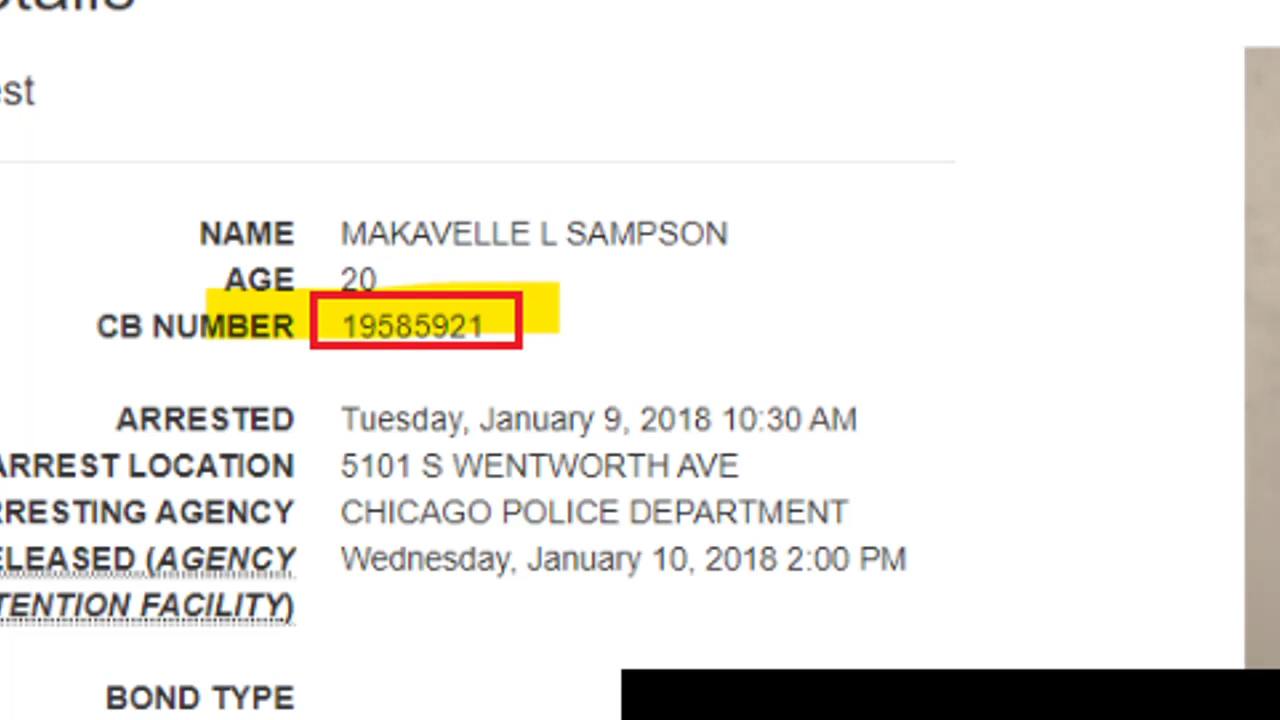 est
NAME MAKAVELLE L SAMPSON
AGE 20
CB NUMBER 19585921
ARRESTED Tuesday, January 9, 2018 10:30 AM
ARREST LOCATION 5101 S WENTWORTH AVE
RRESTING AGENCY CHICAGO POLICE DEPARTMENT
ELEASED (AGENCY Wednesday, January 10, 2018 2:00 PM
TENTION FACILITY)
BOND TYPE